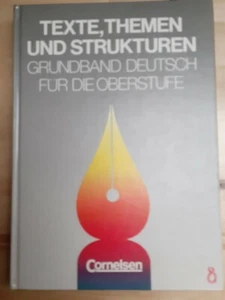 TEXTE, THEMEN
UND STRUKTUREN
GRUNDBAND DEUTSCH
FÜR DIE OBERSTUFE
Cornelsen